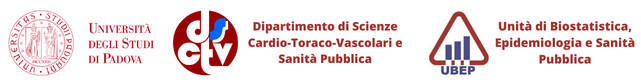 UNIVERSITÀ
DEGLI STUDI
DI PADOVA
dsctv
Dipartimento di Scienze
Cardio-Toraco-Vascolari e
Sanità Pubblica
UBEP
Unità di Biostatistica,
Epidemiologia e Sanità
Pubblica